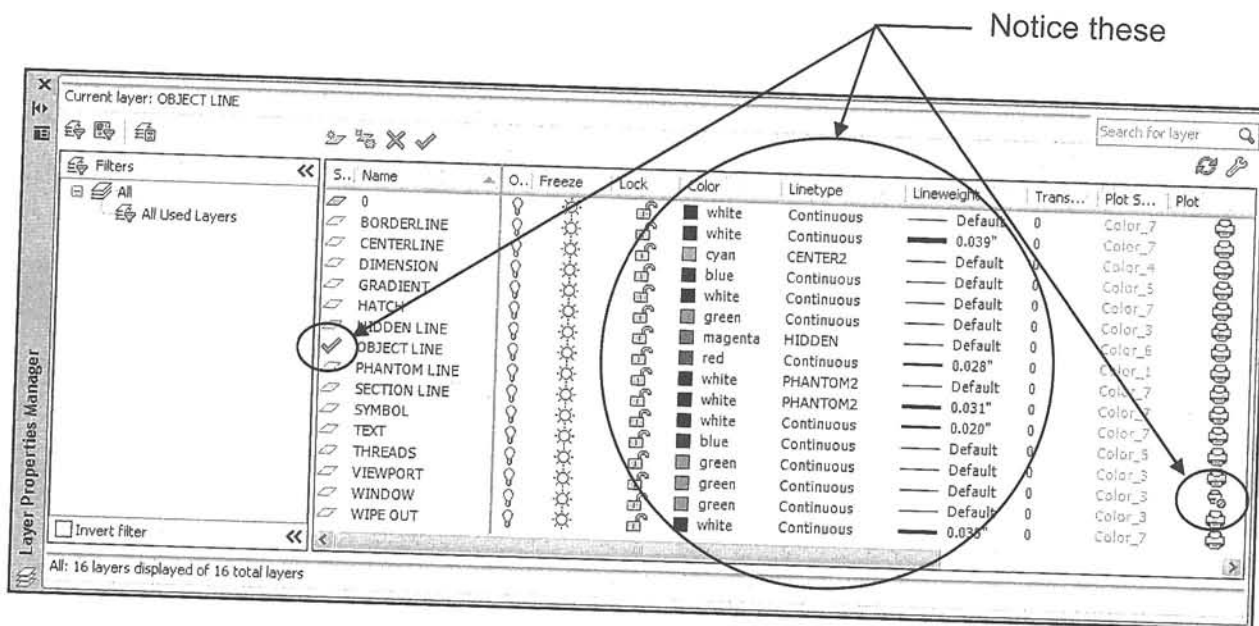 Notice these
Current layer: OBJECT LINE
Search for layer
Filters
All
All Used Layers
S.. Name O.. Freeze Lock Color Linetype Lineweight Trans... Plot S... Plot
0 white Continuous Default 0 Color_7
BORDERLINE white Continuous 0.039" 0 Color_7
CENTERLINE cyan CENTER2 Default 0 Color_4
DIMENSION blue Continuous Default 0 Color_5
GRADIENT white Continuous Default 0 Color_7
HATCH green Continuous Default 0 Color_3
HIDDEN LINE magenta HIDDEN Default 0 Color_6
OBJECT LINE red Continuous 0.028" 0 Color_1
PHANTOM LINE white PHANTOM2 Default 0 Color_7
SECTION LINE white PHANTOM2 0.031" 0 Color_7
SYMBOL white Continuous 0.020" 0 Color_7
TEXT blue Continuous Default 0 Color_5
THREADS green Continuous Default 0 Color_3
VIEWPORT green Continuous Default 0 Color_3
WINDOW green Continuous Default 0 Color_3
WIPE OUT white Continuous 0 Color_7
Invert filter
Layer Properties Manager
All: 16 layers displayed of 16 total layers